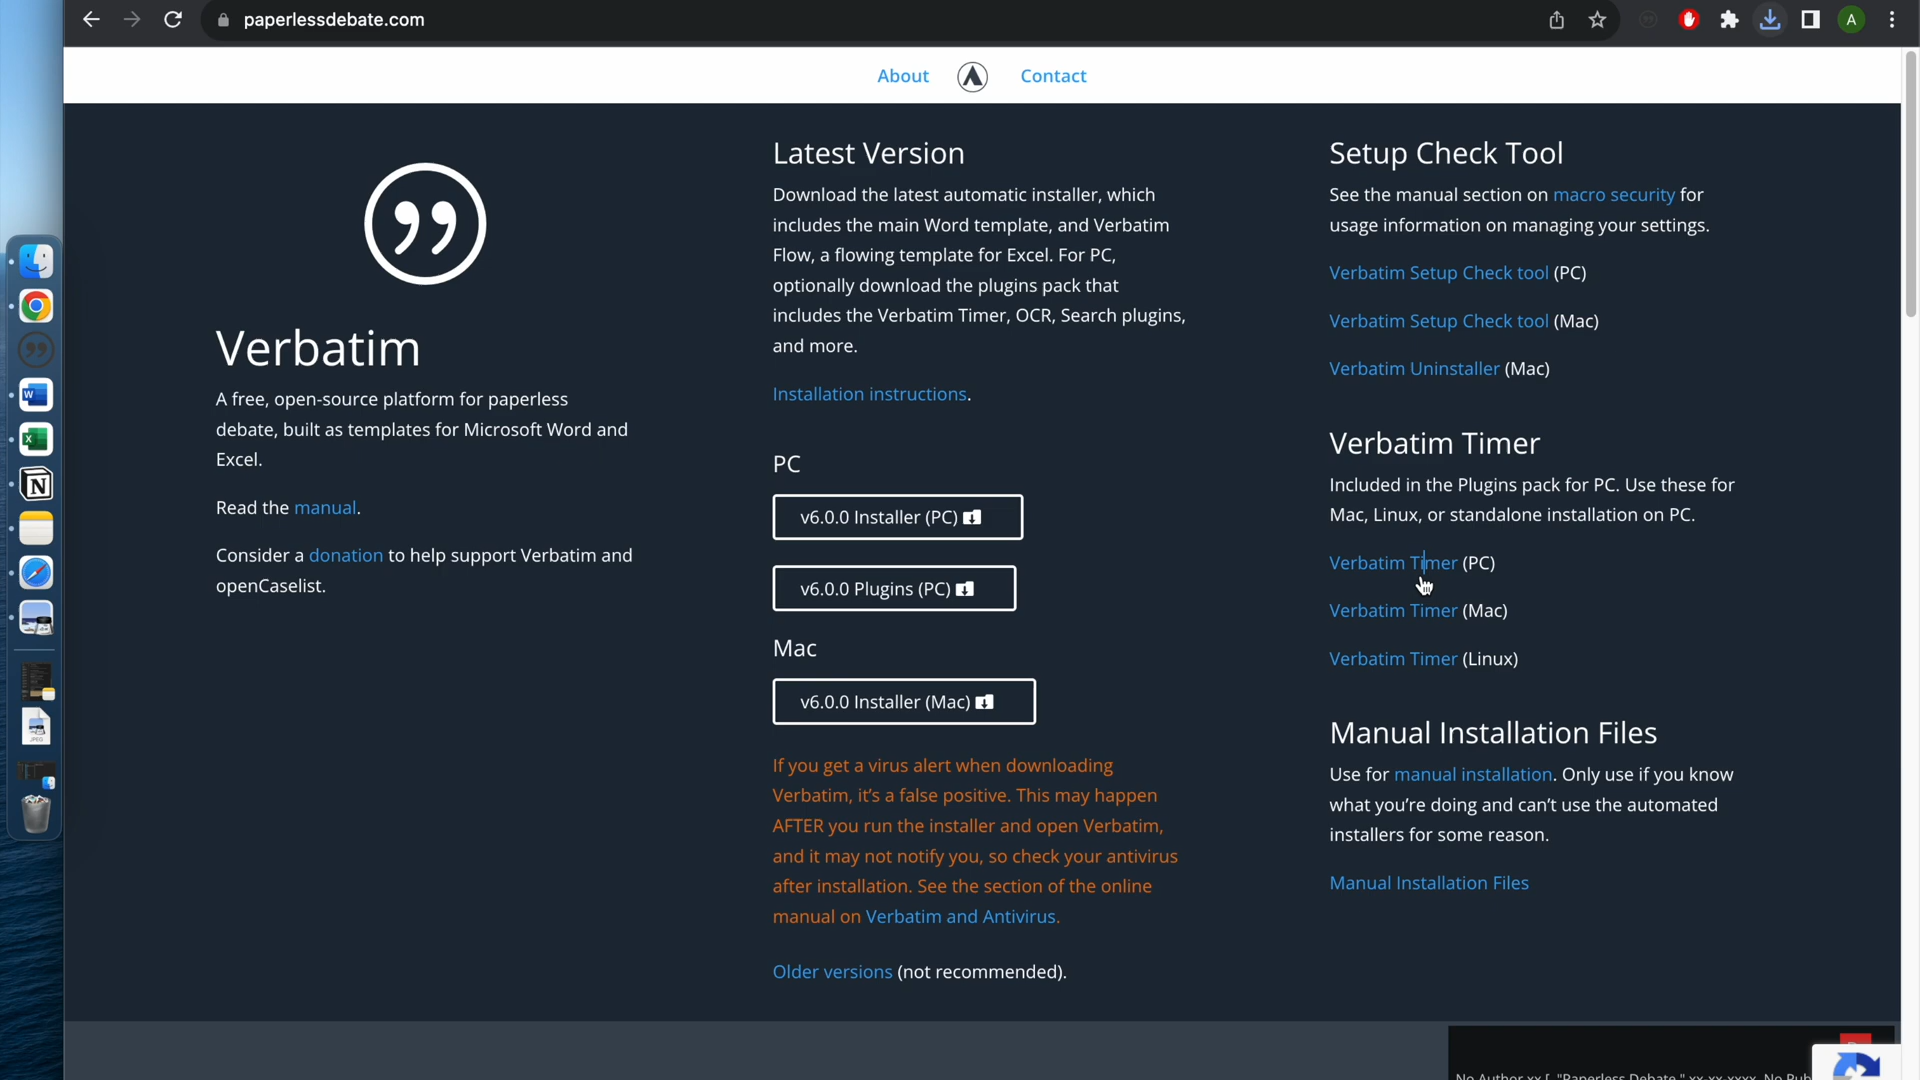 paperlessdebate.com
A
About
Contact
Verbatim
A free, open-source platform for paperless
debate, built as templates for Microsoft Word and
Excel.
Read the manual.
Consider a donation to help support Verbatim and
openCaselist.
Latest Version
Download the latest automatic installer, which
includes the main Word template, and Verbatim
Flow, a flowing template for Excel. For PC,
optionally download the plugins pack that
includes the Verbatim Timer, OCR, Search plugins,
and more.
Installation instructions.
PC
v6.0.0 Installer (PC)
v6.0.0 Plugins (PC)
Mac
v6.0.0 Installer (Mac)
If you get a virus alert when downloading
Verbatim, it's a false positive. This may happen
AFTER you run the installer and open Verbatim,
and it may not notify you, so check your antivirus
after installation. See the section of the online
manual on Verbatim and Antivirus.
Older versions (not recommended).
Setup Check Tool
See the manual section on macro security for
usage information on managing your settings.
Verbatim Setup Check tool (PC)
Verbatim Setup Check tool (Mac)
Verbatim Uninstaller (Mac)
Verbatim Timer
Included in the Plugins pack for PC. Use these for
Mac, Linux, or standalone installation on PC.
Verbatim Timer (PC)
Verbatim Timer (Mac)
Verbatim Timer (Linux)
Manual Installation Files
Use for manual installation. Only use if you know
what you're doing and can't use the automated
installers for some reason.
Manual Installation Files
No Author xx [, "Paperless Debate," xx-xx-xxxx, No